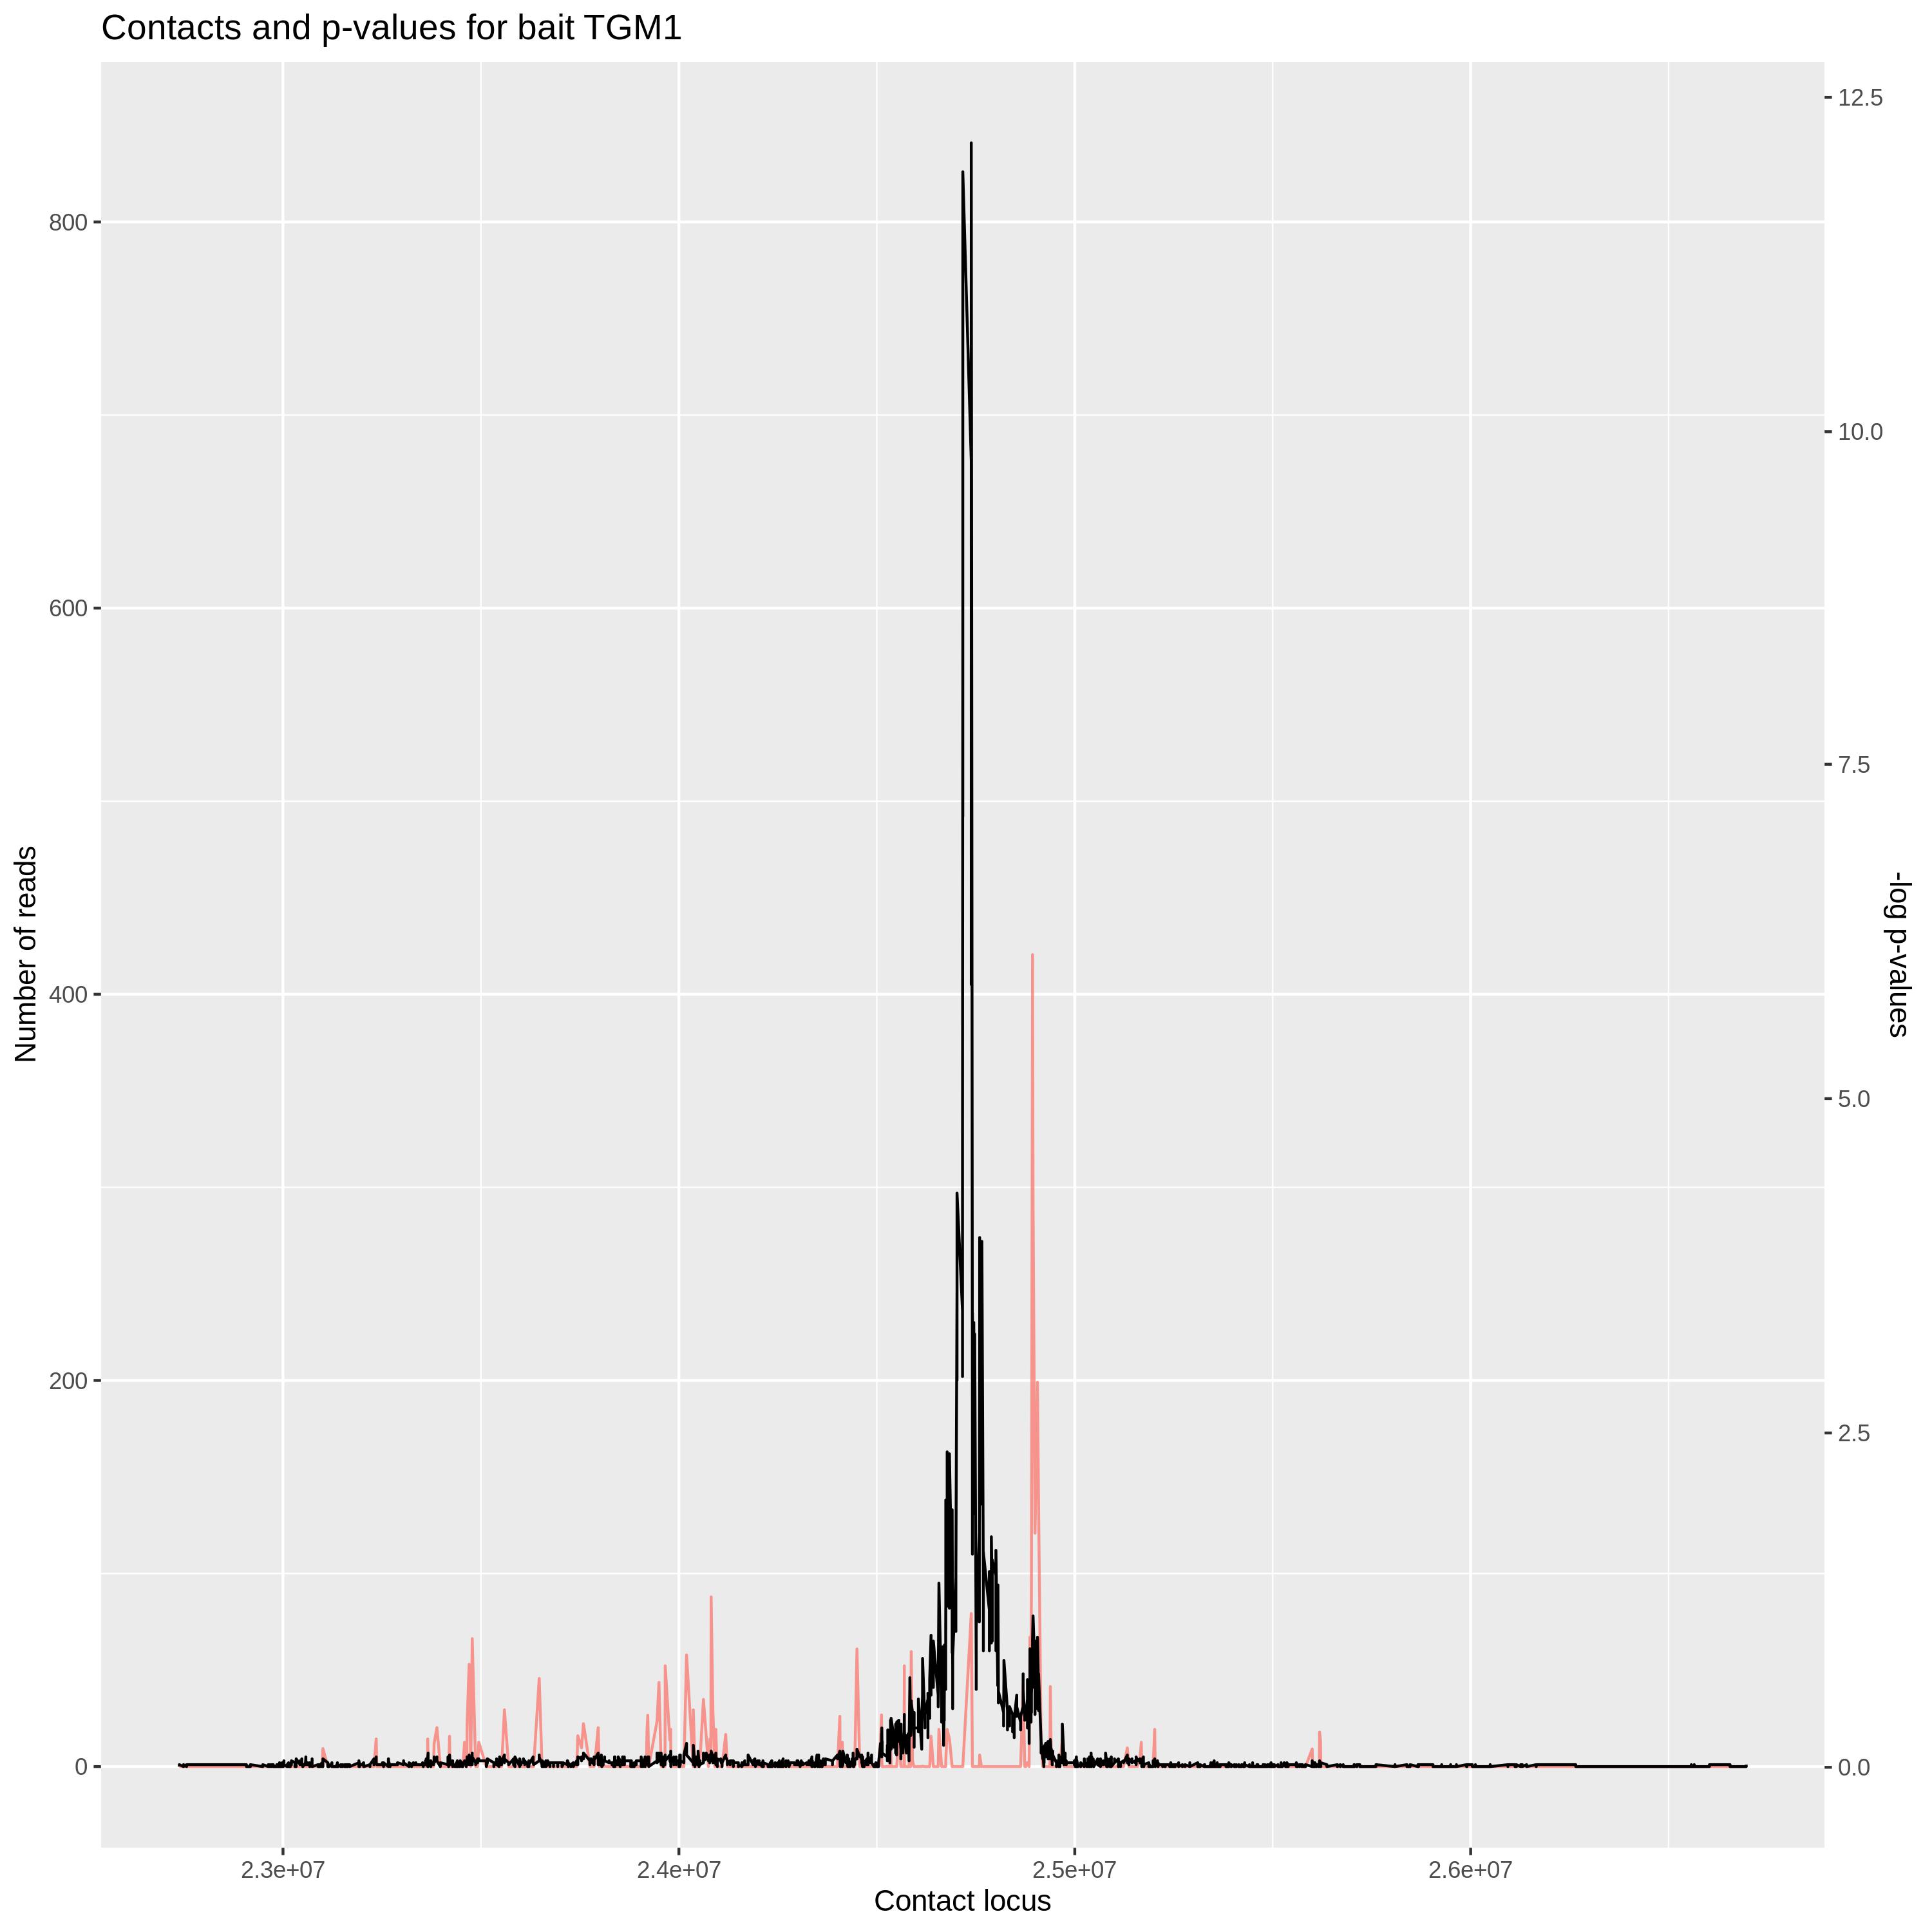 Contacts and p-values for bait TGM1
12.5
800
10.0
600
7.5
Number of reads
-log p-values
400
5.0
200
2.5
0
0.0
2.3e+07
2.4e+07
2.5e+07
2.6e+07
Contact locus